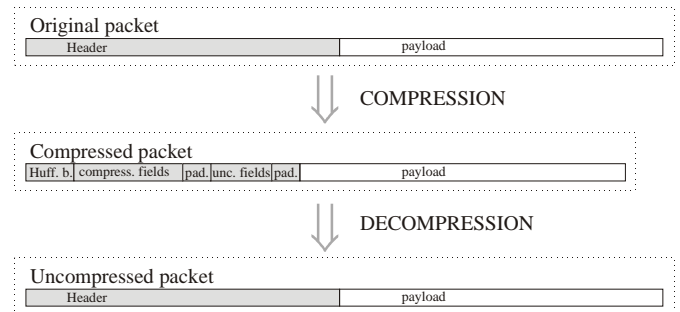 Original packet
Header payload
COMPRESSION
Compressed packet
Huff. b. compress. fields pad. unc. fields pad. payload
DECOMPRESSION
Uncompressed packet
Header payload